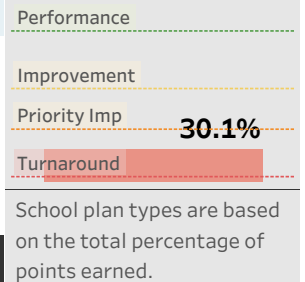 Performance
Improvement
Priority Imp
30.1%
Turnaround
School plan types are based
on the total percentage of
points earned.